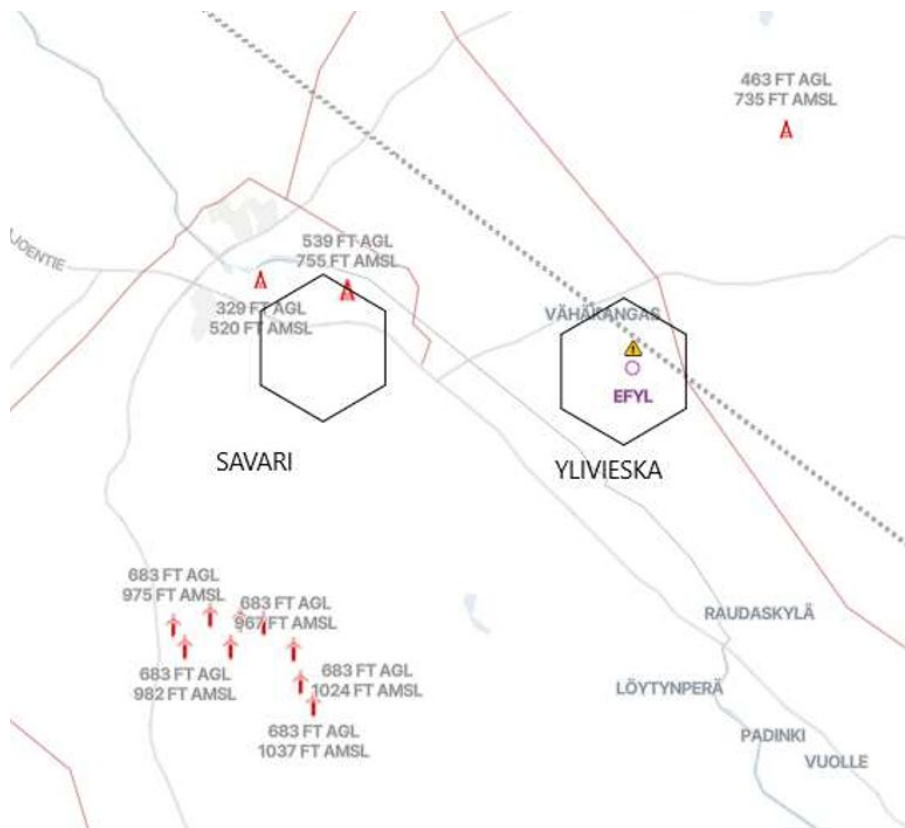 463 FT AGL
735 FT AMSL
JOENTIE
539 FT AGL
755 FT AMSL
329 FT AGL
520 FT AMSL
VÄHÄKANGAS
EFYL
SAVARI
YLIVIESKA
683 FT AGL
975 FT AMSL
683 FT AGL
967 FT AMSL
RAUDASKYLÄ
683 FT AGL
982 FT AMSL
683 FT AGL
1024 FT AMSL
LÖYTYNPERÄ
683 FT AGL
1037 FT AMSL
PADINKI
VUOLLE